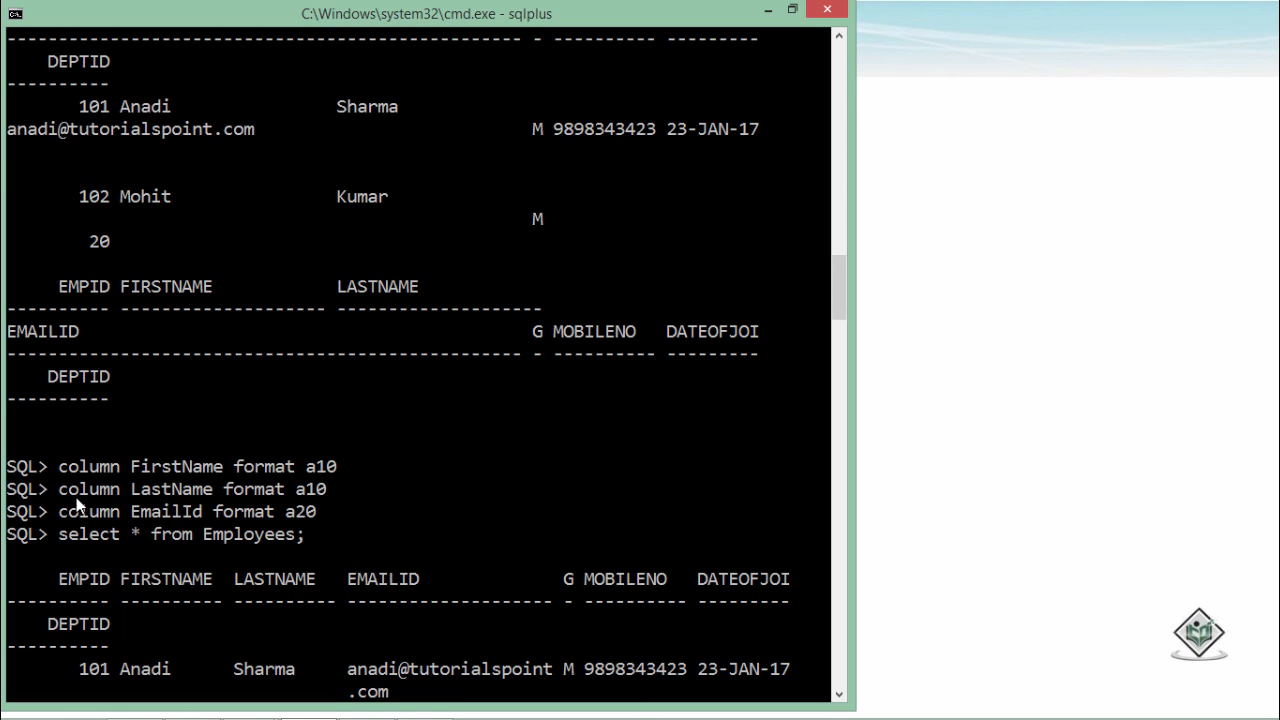 C:\Windows\system32\cmd.exe - sqlplus
-------------------------------------------------- - ---------- ---------
DEPTID
----------
101 Anadi Sharma
anadi@tutorialspoint.com M 9898343423 23-JAN-17
102 Mohit Kumar
M
20
EMPID FIRSTNAME LASTNAME
---------- -------------------- --------------------
EMAILID G MOBILENO DATEOFJOI
-------------------------------------------------- - ---------- ---------
DEPTID
----------
SQL> column FirstName format a10
SQL> column LastName format a10
SQL> column EmailId format a20
SQL> select * from Employees;
EMPID FIRSTNAME LASTNAME EMAILID G MOBILENO DATEOFJOI
---------- ---------- ---------- -------------------- - ---------- ---------
DEPTID
----------
101 Anadi Sharma anadi@tutorialspoint M 9898343423 23-JAN-17
.com